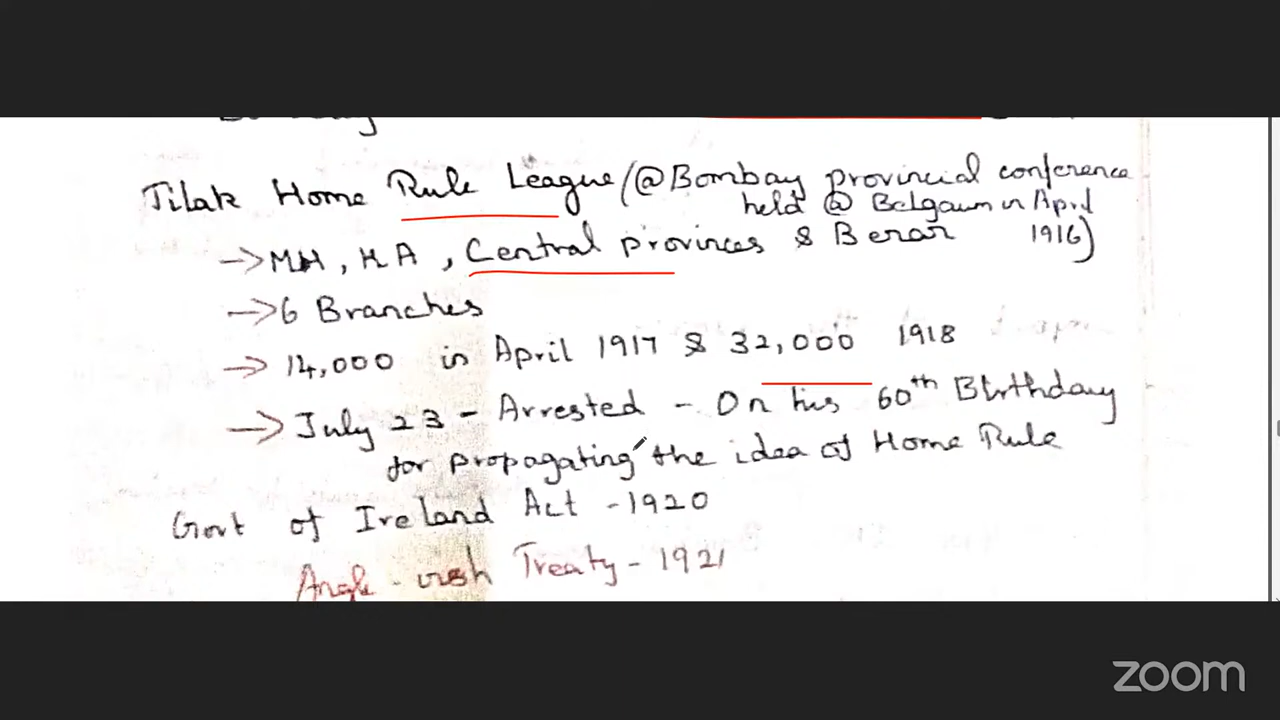 Tilak Home Rule League (@Bombay provincial conference
held @ Belgaum in April
1916)
→ MH, KA, Central provinces & Berar
→ 6 Branches
→ 14,000 in April 1917 & 32,000 1918
→ July 23 - Arrested - On his 60th Birthday
for propagating the idea of Home Rule
Govt of Ireland Act - 1920
Anglo - irish Treaty - 1921
zoom